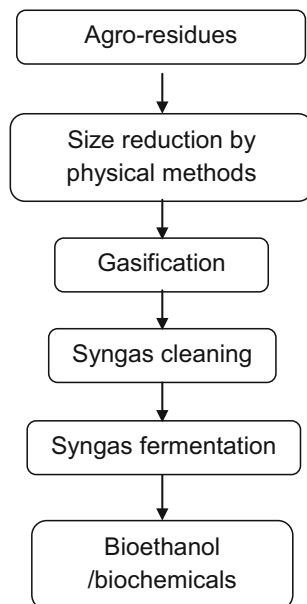 Agro-residues
Size reduction by
physical methods
Gasification
Syngas cleaning
Syngas fermentation
Bioethanol
/biochemicals